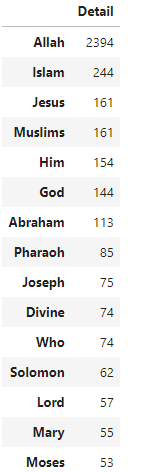 Detail
Allah 2394
Islam 244
Jesus 161
Muslims 161
Him 154
God 144
Abraham 113
Pharaoh 85
Joseph 75
Divine 74
Who 74
Solomon 62
Lord 57
Mary 55
Moses 53